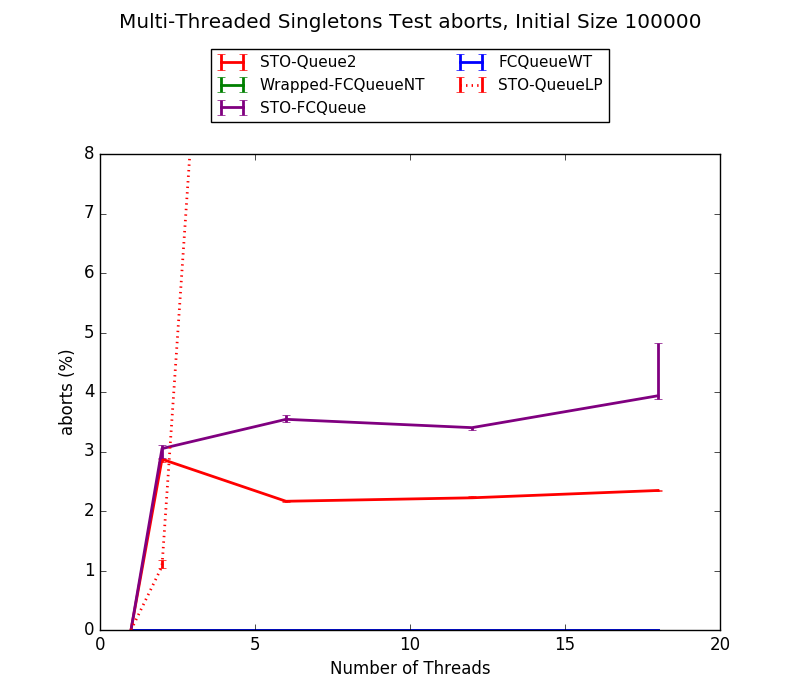 Multi-Threaded Singletons Test aborts, Initial Size 100000
STO-Queue2
Wrapped-FCQueueNT
STO-FCQueue
FCQueueWT
STO-QueueLP
8
7
6
5
4
3
2
1
0
aborts (%)
0 5 10 15 20
Number of Threads